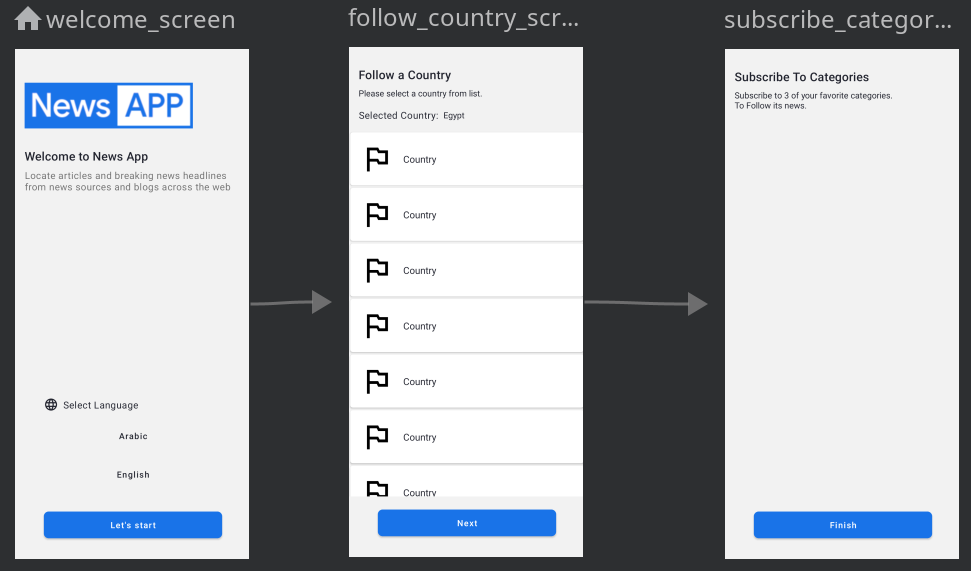 welcome_screen
News APP
Welcome to News App
Locate articles and breaking news headlines
from news sources and blogs across the web
Select Language
Arabic
English
Let's start
follow_country_scr...
Follow a Country
Please select a country from list.
Selected Country: Egypt
Country
Country
Country
Country
Country
Country
Country
Next
subscribe_categor...
Subscribe To Categories
Subscribe to 3 of your favorite categories.
To Follow its news.
Finish